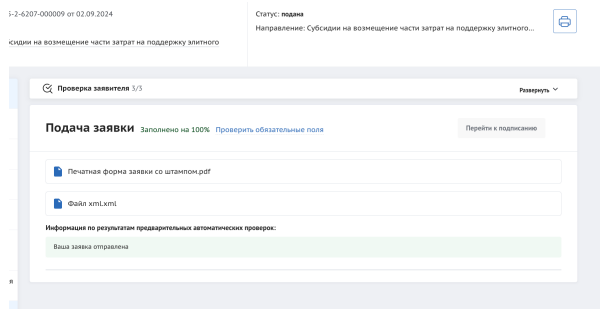 5-2-6207-000009 от 02.09.2024
Статус: подана
Направление: Субсидии на возмещение части затрат на поддержку элитного...
бсидии на возмещение части затрат на поддержку элитного
Проверка заявителя 3/3
Развернуть
Подача заявки Заполнено на 100% Проверить обязательные поля
Перейти к подписанию
Печатная форма заявки со штампом.pdf
Файл xml.xml
Информация по результатам предварительных автоматических проверок:
Ваша заявка отправлена
я